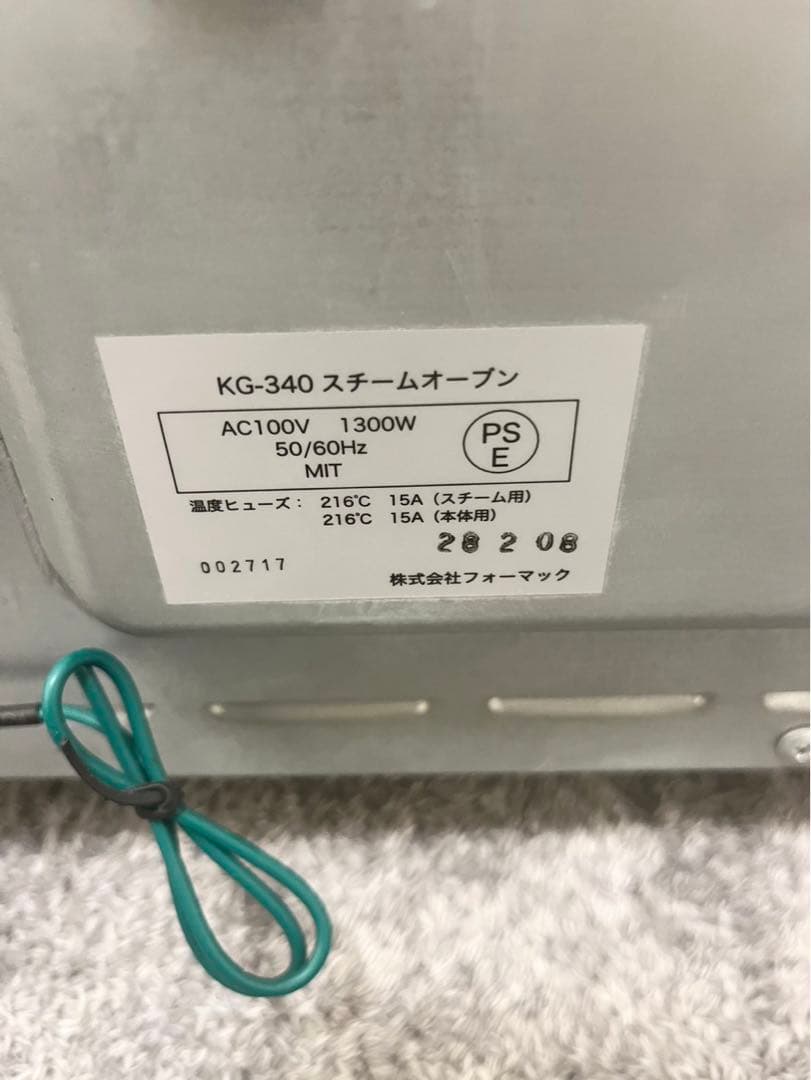 KG-340 スチームオーブン
AC100V 1300W
50/60Hz
MIT
PS
E
温度ヒューズ： 216℃ 15A（スチーム用）
216℃ 15A（本体用）
28 2 08
002717
株式会社フォーマック